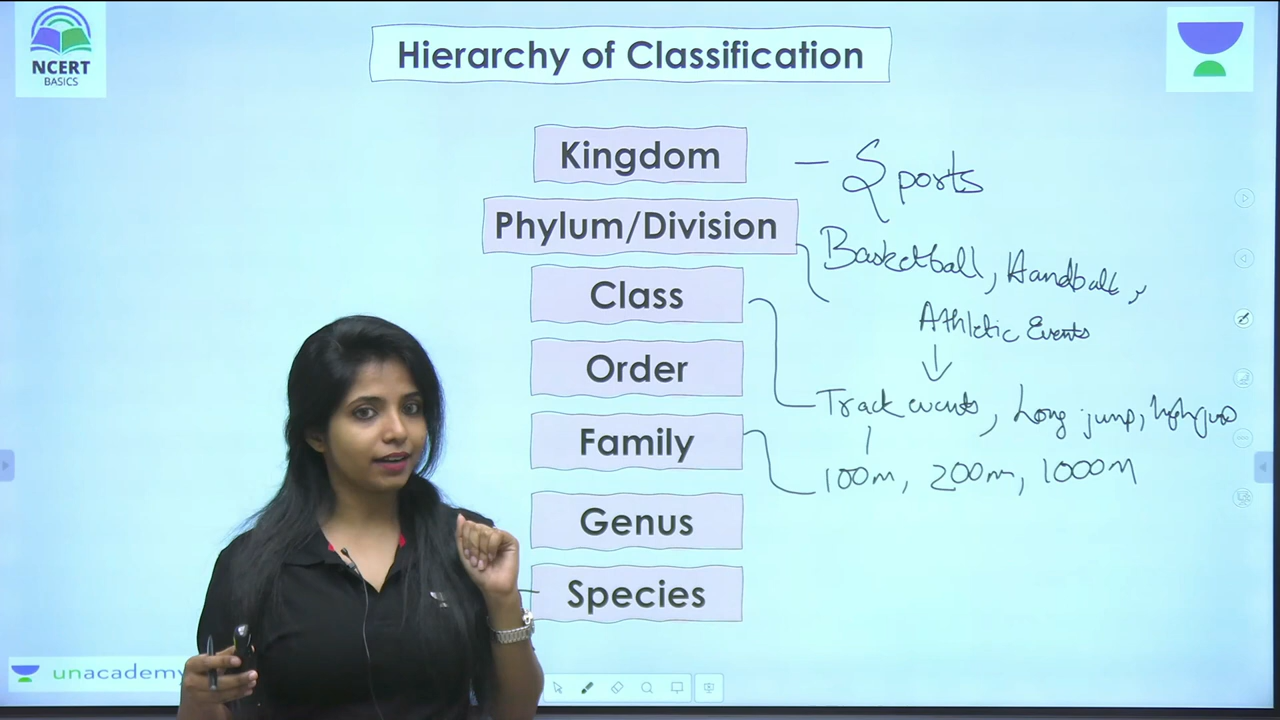 NCERT
BASICS
Hierarchy of Classification
Kingdom
— Sports
Phylum/Division
Basketball, Handball,
Class
Athletic Events
Order
Track events, Long jump, high jump
Family
100m, 200m, 1000m
Genus
Species
unacademy